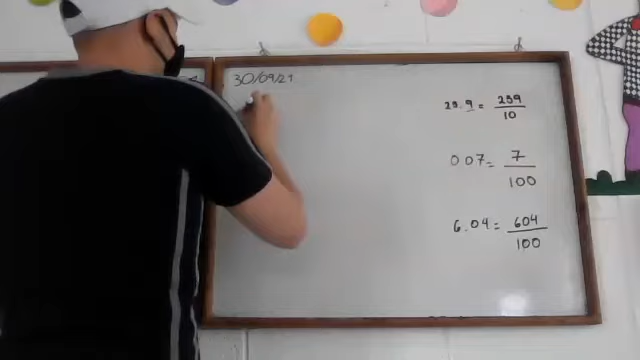 30/09/21
25.9 = 259/10
0.07 = 7/100
6.04 = 604/100